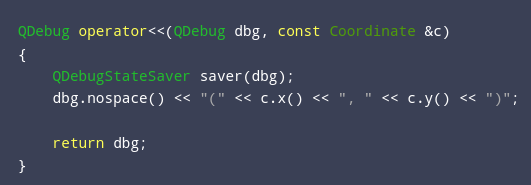 QDebug operator<<(QDebug dbg, const Coordinate &c)
{
    QDebugStateSaver saver(dbg);
    dbg.nospace() << "(" << c.x() << ", " << c.y() << ")";

    return dbg;
}